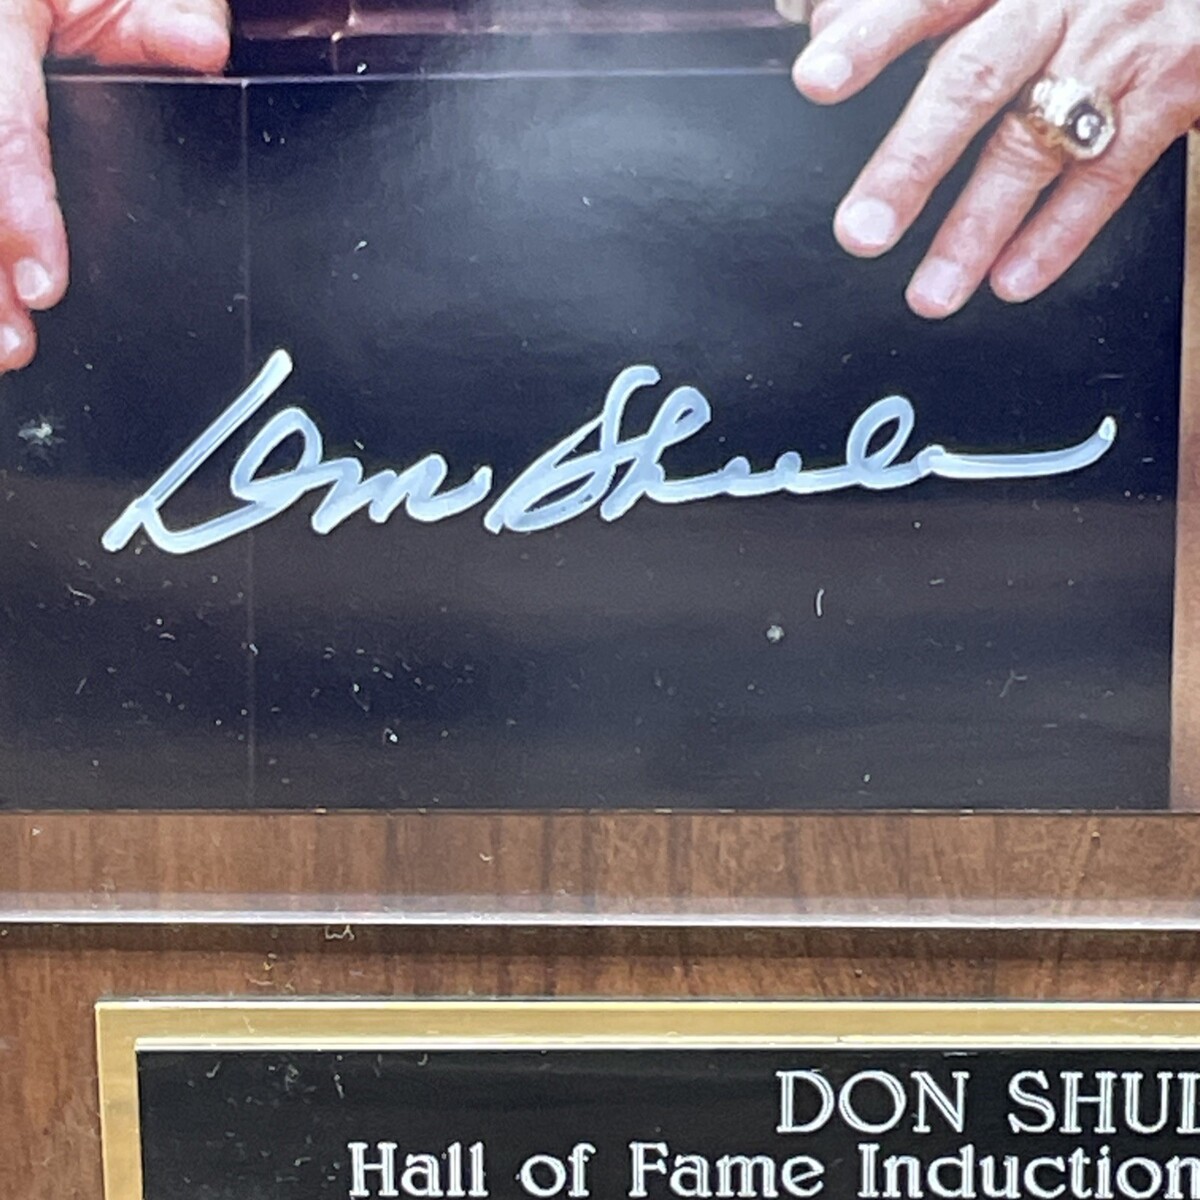 Don Shula
DON SHUL
Hall of Fame Induction